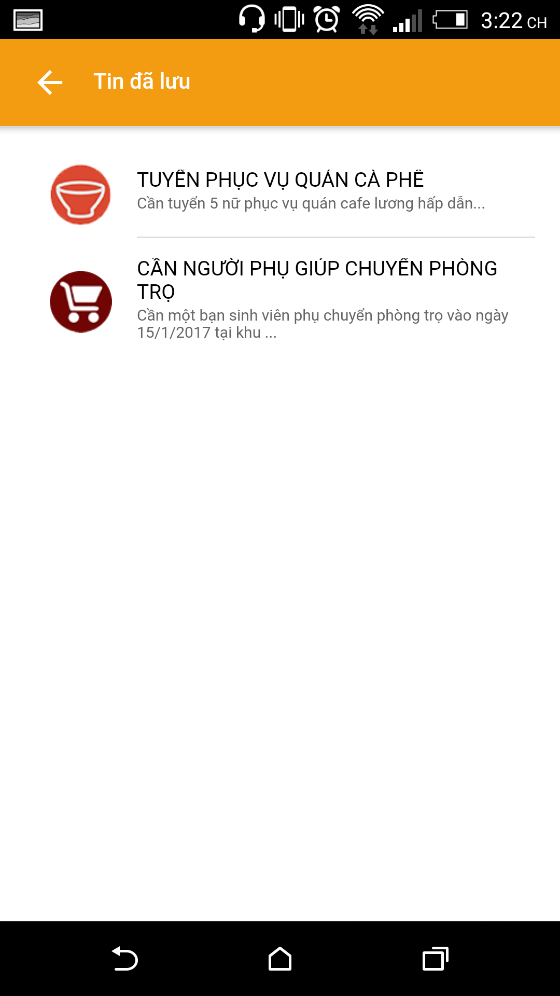 3:22 CH
Tin đã lưu
TUYỂN PHỤC VỤ QUÁN CÀ PHÊ
Cần tuyển 5 nữ phục vụ quán cafe lương hấp dẫn...
CẦN NGƯỜI PHỤ GIÚP CHUYỂN PHÒNG
TRỌ
Cần một bạn sinh viên phụ chuyển phòng trọ vào ngày
15/1/2017 tại khu ...